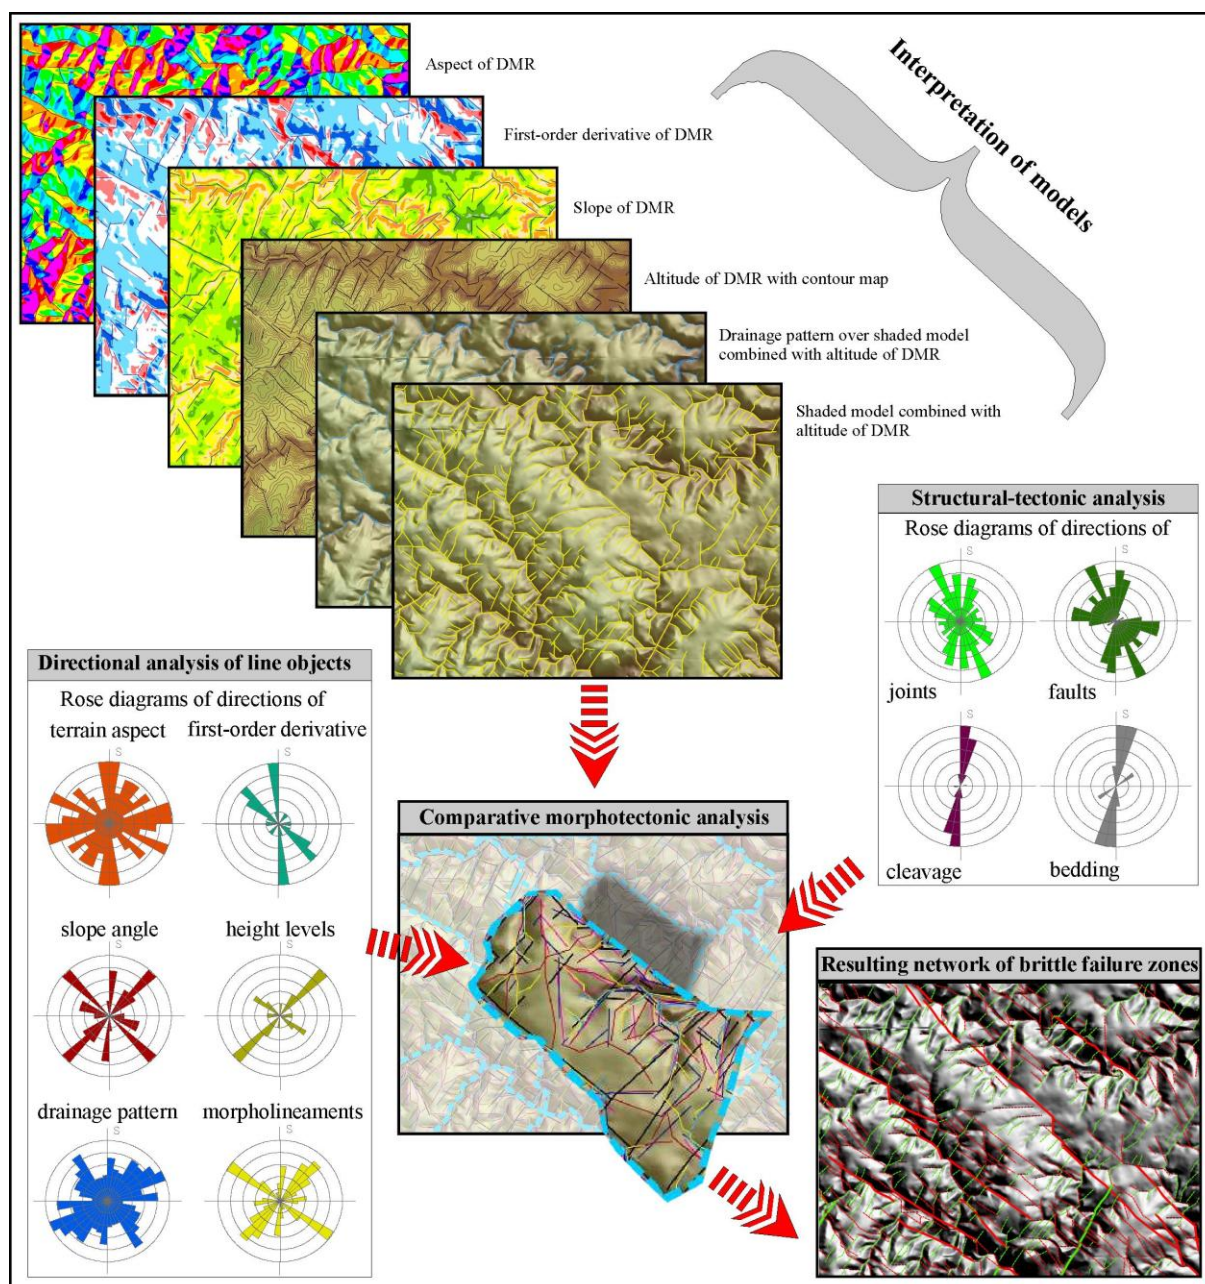 Aspect of DMR
First-order derivative of DMR
Slope of DMR
Altitude of DMR with contour map
Drainage pattern over shaded model
combined with altitude of DMR
Shaded model combined with
altitude of DMR
Interpretation of models
Structural-tectonic analysis
Rose diagrams of directions of
S
S
joints
faults
S
S
cleavage
bedding
Directional analysis of line objects
Rose diagrams of directions of
terrain aspect
first-order derivative
S
S
slope angle
height levels
S
S
drainage pattern
morpholineaments
S
S
Comparative morphotectonic analysis
Resulting network of brittle failure zones